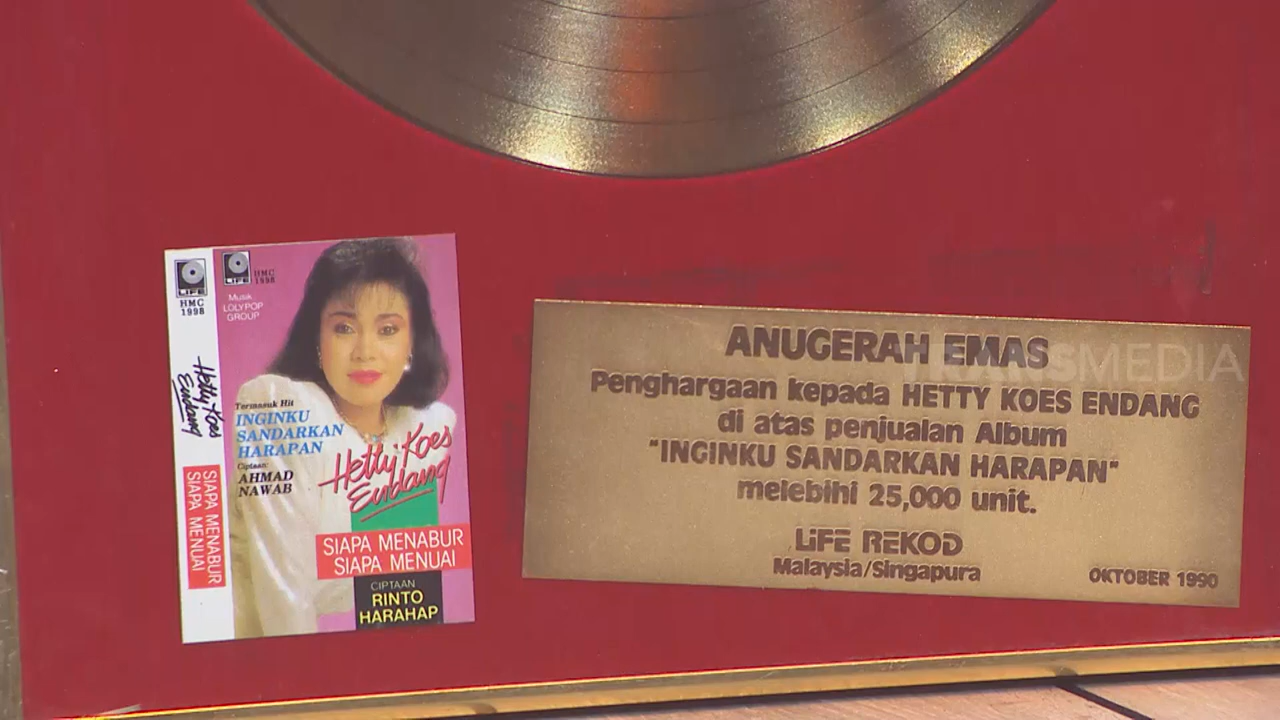 LIFE
HMC
1998
Hetty Koes
Endang
SIAPA MENABUR
SIAPA MENUAI
LIFE
HMC
1998
Musik
LOLYPOP
GROUP
Termasuk Hit
INGINKU
SANDARKAN
HARAPAN
Ciptaan:
AHMAD
NAWAB
Hetty Koes
Endang
SIAPA MENABUR
SIAPA MENUAI
CIPTAAN
RINTO
HARAHAP
ANUGERAH EMAS
TRANSMEDIA
Penghargaan kepada HETTY KOES ENDANG
di atas penjualan Album
"INGINKU SANDARKAN HARAPAN"
melebihi 25,000 unit.
LiFE REKOD
Malaysia/Singapura
OKTOBER 1990